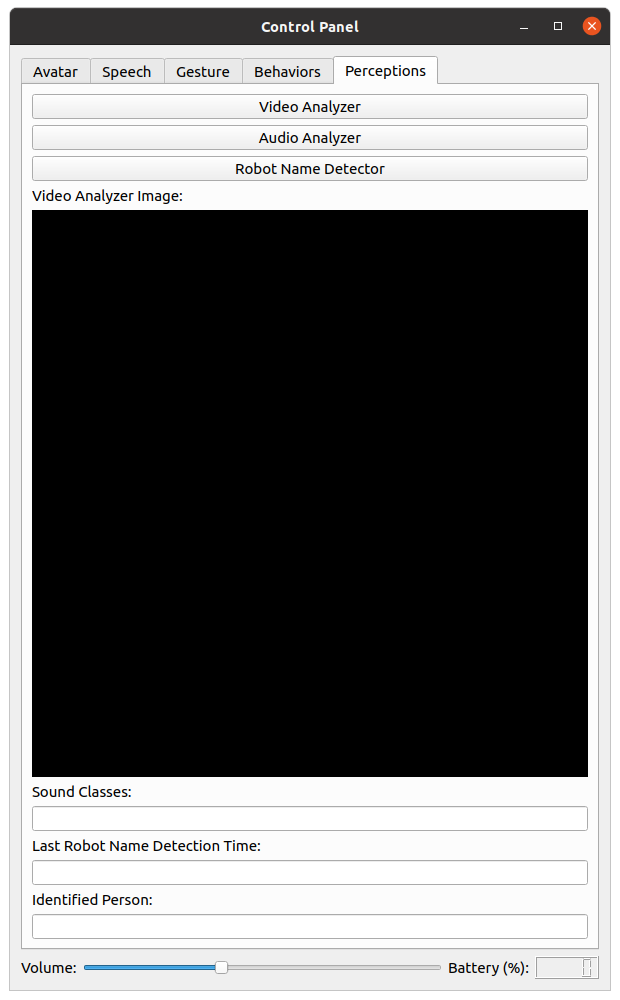 Control Panel
Avatar Speech Gesture Behaviors Perceptions
Video Analyzer
Audio Analyzer
Robot Name Detector
Video Analyzer Image:
Sound Classes:
Last Robot Name Detection Time:
Identified Person:
Volume: Battery (%): 0